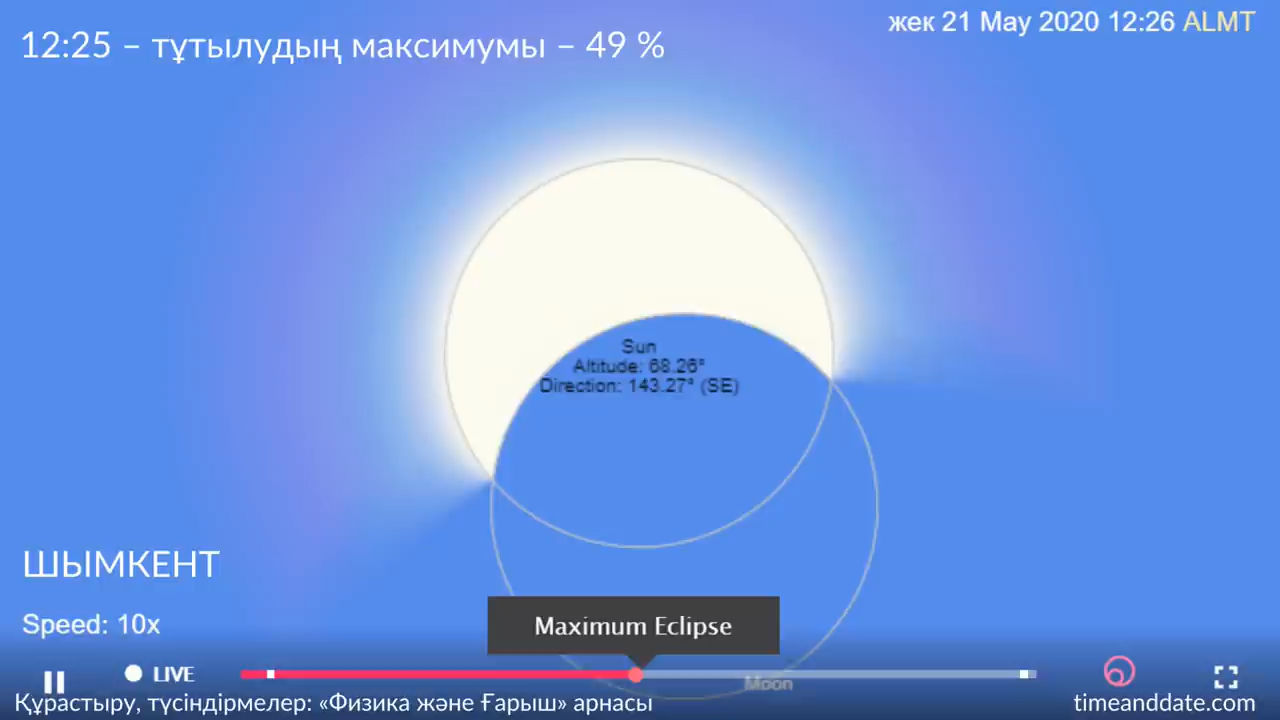 жек 21 May 2020 12:26 ALMT
12:25 – тұтылудың максимумы – 49 %
Sun
Altitude: 68.26°
Direction: 143.27° (SE)
ШЫМКЕНТ
Speed: 10x
Maximum Eclipse
LIVE
Moon
Құрастыру, түсіндірмелер: «Физика және Ғарыш» арнасы
timeanddate.com